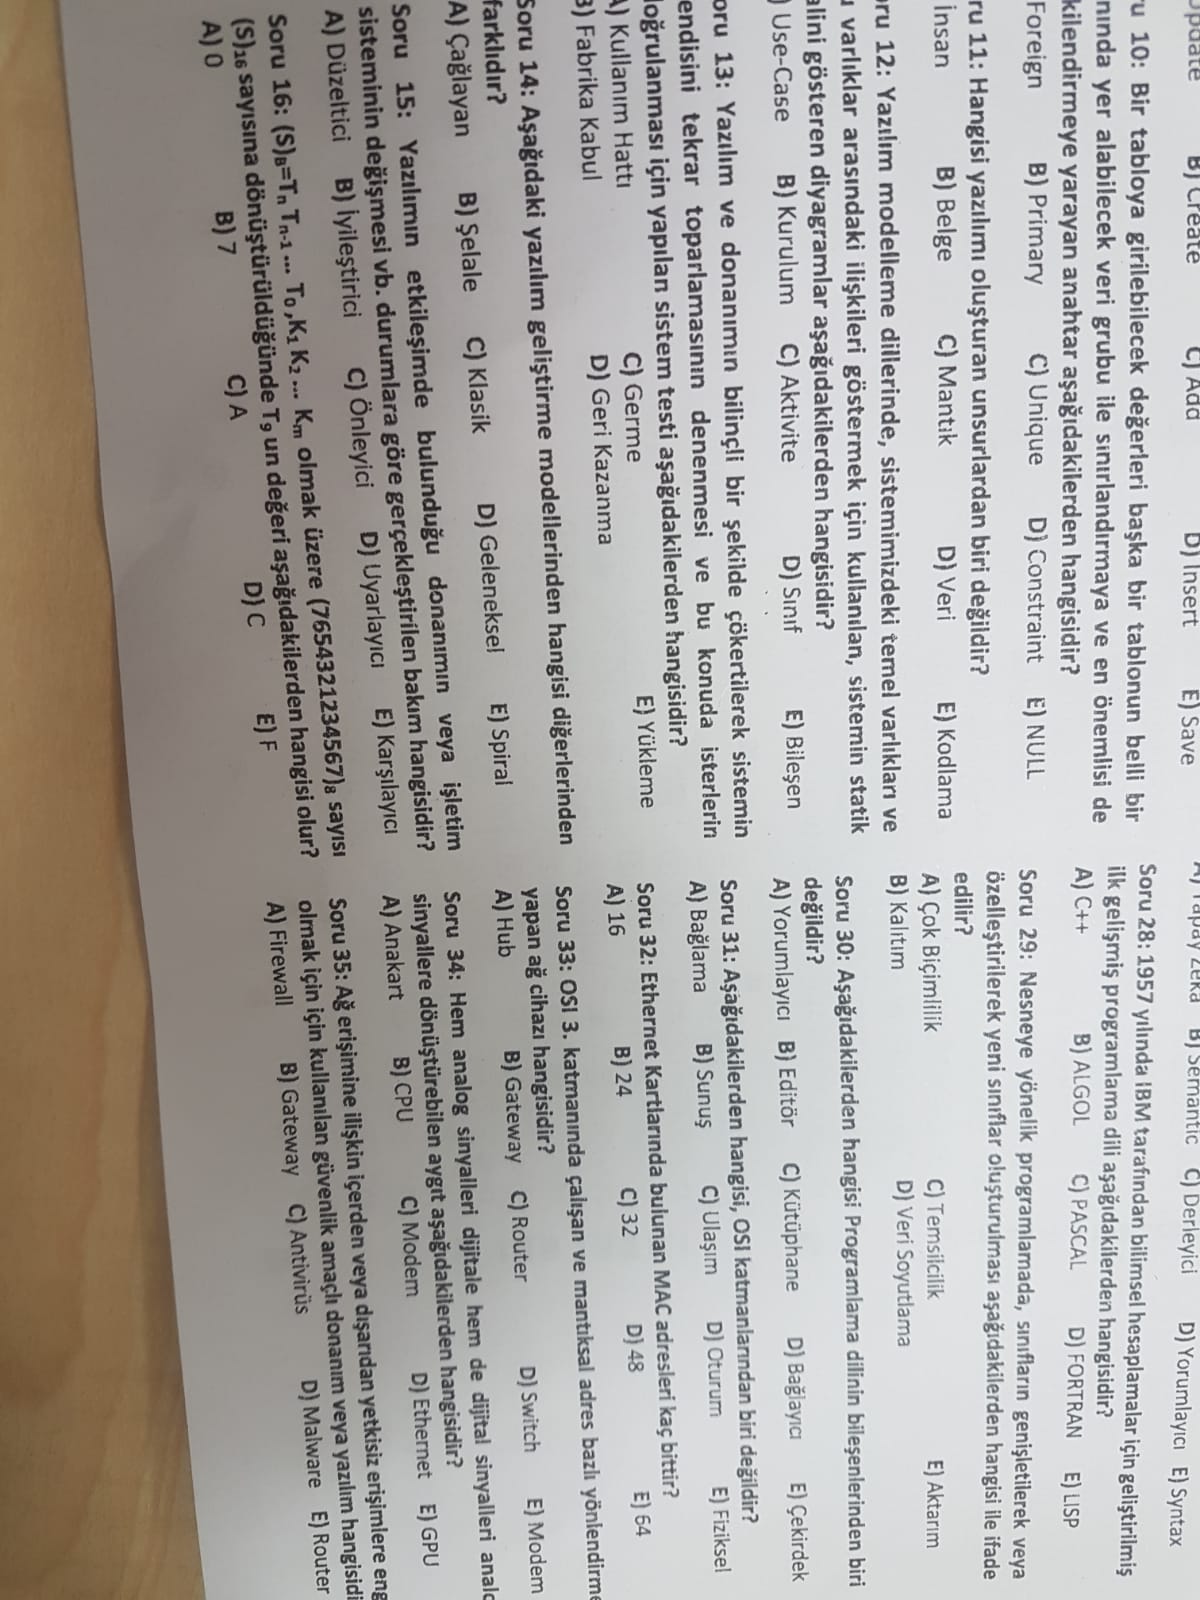 pdate B) Create C) Add D) Insert E) Save
ru 10: Bir tabloya girilebilecek değerleri başka bir tablonun belli bir
nında yer alabilecek veri grubu ile sınırlandırmaya ve en önemlisi de
kilendirmeye yarayan anahtar aşağıdakilerden hangisidir?
Foreign B) Primary C) Unique D) Constraint E) NULL
ru 11: Hangisi yazılımı oluşturan unsurlardan biri değildir?
İnsan B) Belge C) Mantık D) Veri E) Kodlama
oru 12: Yazılım modelleme dillerinde, sistemimizdeki temel varlıkları ve
u varlıklar arasındaki ilişkileri göstermek için kullanılan, sistemin statik
alini gösteren diyagramlar aşağıdakilerden hangisidir?
) Use-Case B) Kurulum C) Aktivite D) Sınıf E) Bileşen
oru 13: Yazılım ve donanımın bilinçli bir şekilde çökertilerek sistemin
endisini tekrar toparlamasının denenmesi ve bu konuda isterlerin
loğrulanması için yapılan sistem testi aşağıdakilerden hangisidir?
A) Kullanım Hattı C) Germe E) Yükleme
B) Fabrika Kabul D) Geri Kazanma
Soru 14: Aşağıdaki yazılım geliştirme modellerinden hangisi diğerlerinden
farklıdır?
A) Çağlayan B) Şelale C) Klasik D) Geleneksel E) Spiral
Soru 15: Yazılımın etkileşimde bulunduğu donanımın veya işletim
sisteminin değişmesi vb. durumlara göre gerçekleştirilen bakım hangisidir?
A) Düzeltici B) İyileştirici C) Önleyici D) Uyarlayıcı E) Karşılayıcı
Soru 16: (S)B=Tn Tn-1 ... T0,K1 K2 ... Km olmak üzere (7654321234567)8 sayısı
(S)16 sayısına dönüştürüldüğünde T9 un değeri aşağıdakilerden hangisi olur?
A) 0 B) 7 C) A D) C E) F
A) Yapay Zeka B) Semantic C) Derleyici D) Yorumlayıcı E) Syntax
Soru 28: 1957 yılında IBM tarafından bilimsel hesaplamalar için geliştirilmiş
ilk gelişmiş programlama dili aşağıdakilerden hangisidir?
A) C++ B) ALGOL C) PASCAL D) FORTRAN E) LISP
Soru 29: Nesneye yönelik programlamada, sınıfların genişletilerek veya
özelleştirilerek yeni sınıflar oluşturulması aşağıdakilerden hangisi ile ifade
edilir?
A) Çok Biçimlilik C) Temsilcilik E) Aktarım
B) Kalıtım D) Veri Soyutlama
Soru 30: Aşağıdakilerden hangisi Programlama dilinin bileşenlerinden biri
değildir?
A) Yorumlayıcı B) Editör C) Kütüphane D) Bağlayıcı E) Çekirdek
Soru 31: Aşağıdakilerden hangisi, OSI katmanlarından biri değildir?
A) Bağlama B) Sunuş C) Ulaşım D) Oturum E) Fiziksel
Soru 32: Ethernet Kartlarında bulunan MAC adresleri kaç bittir?
A) 16 B) 24 C) 32 D) 48 E) 64
Soru 33: OSI 3. katmanında çalışan ve mantıksal adres bazlı yönlendirme
yapan ağ cihazı hangisidir?
A) Hub B) Gateway C) Router D) Switch E) Modem
Soru 34: Hem analog sinyalleri dijitale hem de dijital sinyalleri analo
sinyallere dönüştürebilen aygıt aşağıdakilerden hangisidir?
A) Anakart B) CPU C) Modem D) Ethernet E) GPU
Soru 35: Ağ erişimine ilişkin içerden veya dışarıdan yetkisiz erişimlere eng
olmak için için kullanılan güvenlik amaçlı donanım veya yazılım hangisidi
A) Firewall B) Gateway C) Antivirüs D) Malware E) Router